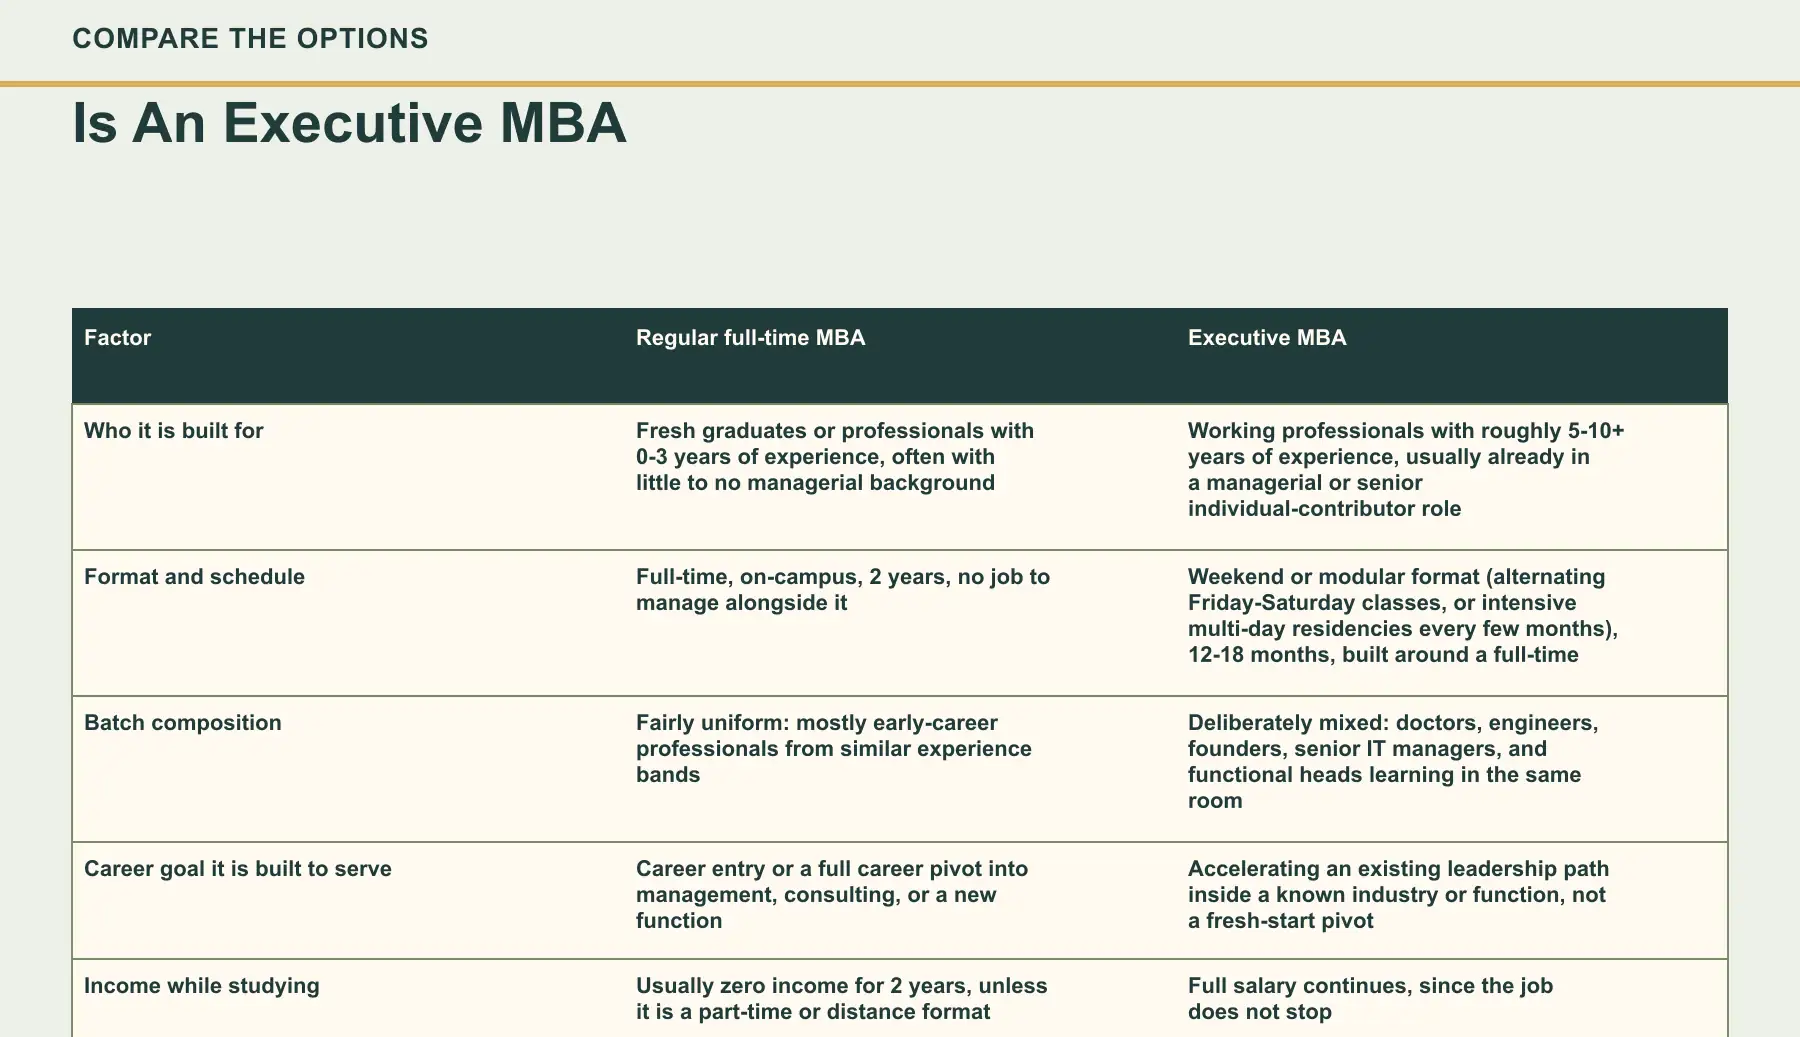 COMPARE THE OPTIONS
Is An Executive MBA
Factor
Regular full-time MBA
Executive MBA
Who it is built for
Fresh graduates or professionals with
0-3 years of experience, often with
little to no managerial background
Working professionals with roughly 5-10+
years of experience, usually already in
a managerial or senior
individual-contributor role
Format and schedule
Full-time, on-campus, 2 years, no job to
manage alongside it
Weekend or modular format (alternating
Friday-Saturday classes, or intensive
multi-day residencies every few months),
12-18 months, built around a full-time
Batch composition
Fairly uniform: mostly early-career
professionals from similar experience
bands
Deliberately mixed: doctors, engineers,
founders, senior IT managers, and
functional heads learning in the same
room
Career goal it is built to serve
Career entry or a full career pivot into
management, consulting, or a new
function
Accelerating an existing leadership path
inside a known industry or function, not
a fresh-start pivot
Income while studying
Usually zero income for 2 years, unless
it is a part-time or distance format
Full salary continues, since the job
does not stop